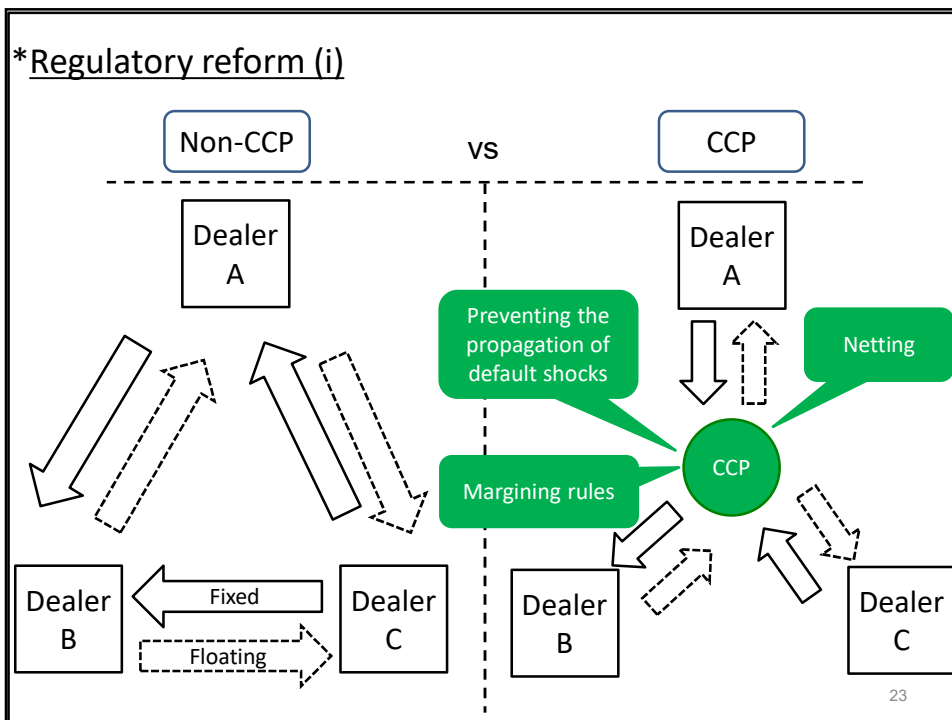 *Regulatory reform (i)
Non-CCP
vs
CCP
Dealer
A
Dealer
B
Dealer
C
Fixed
Floating
Dealer
A
Preventing the
propagation of
default shocks
Netting
CCP
Margining rules
Dealer
B
Dealer
C
23